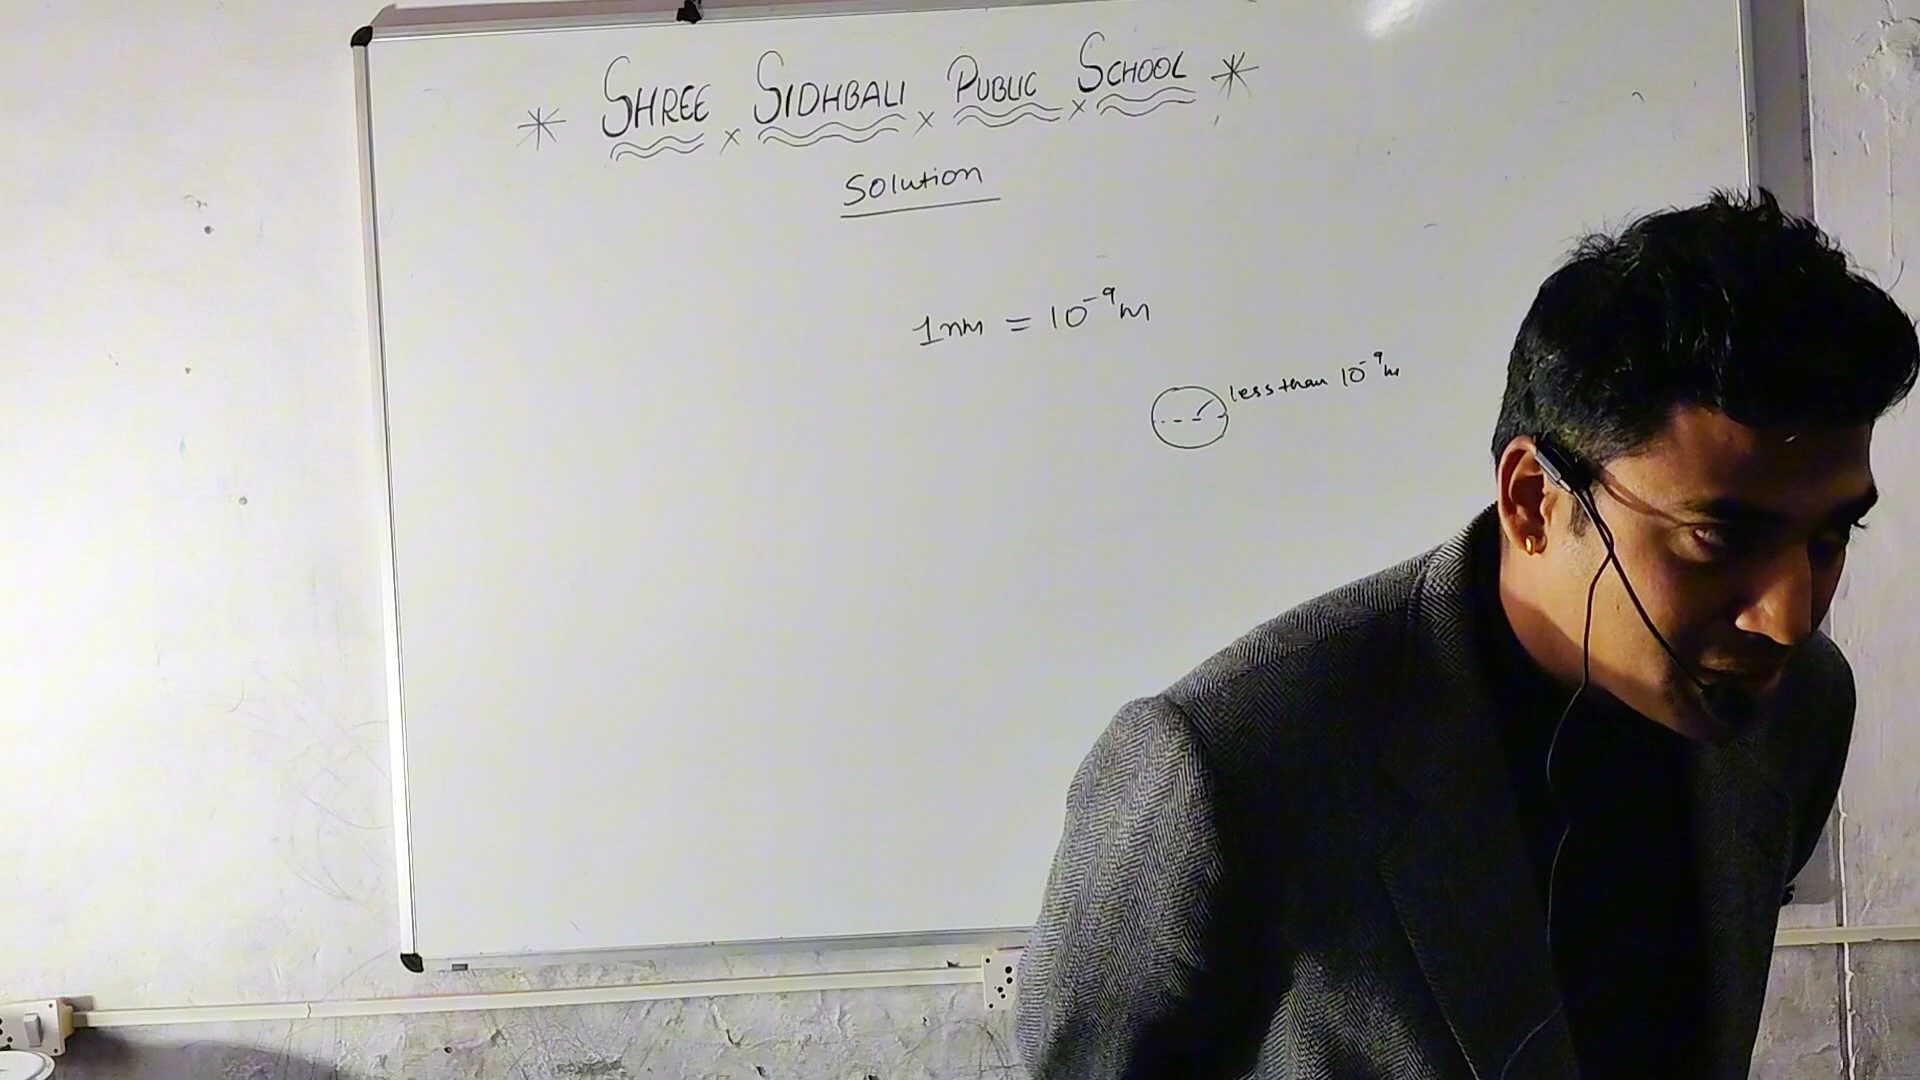 * SHREE SIDHBALI PUBLIC SCHOOL *
Solution
1nm = 10⁻⁹m
less than 10⁻⁹m